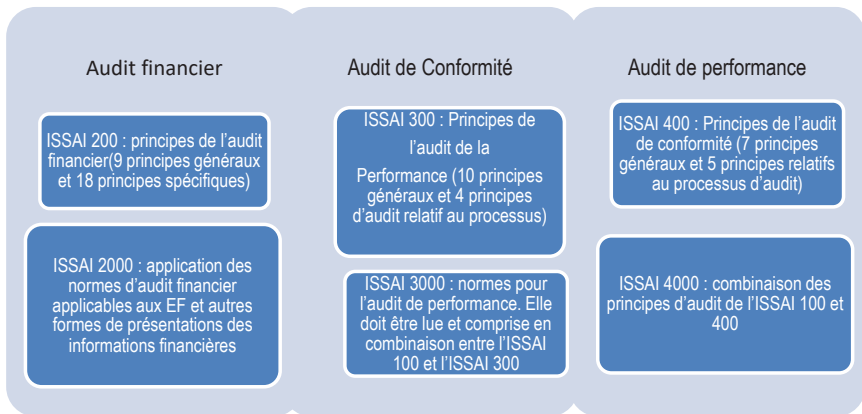 Audit financier
ISSAI 200 : principes de l’audit
financier(9 principes généraux
et 18 principes spécifiques)
ISSAI 2000 : application des
normes d’audit financier
applicables aux EF et autres
formes de présentations des
informations financières
Audit de Conformité
ISSAI 300 : Principes de
l’audit de la
Performance (10 principes
généraux et 4 principes
d’audit relatif au processus)
ISSAI 3000 : normes pour
l’audit de performance. Elle
doit être lue et comprise en
combinaison entre l’ISSAI
100 et l’ISSAI 300
Audit de performance
ISSAI 400 : Principes de l’audit
de conformité (7 principes
généraux et 5 principes relatifs
au processus d’audit)
ISSAI 4000 : combinaison des
principes d’audit de l’ISSAI 100 et
400